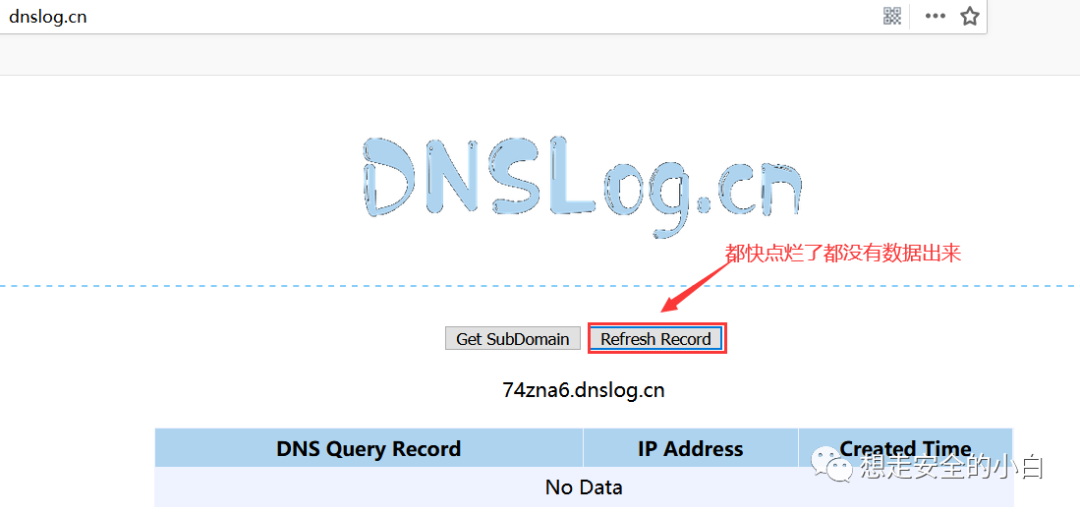 dnslog.cn
DNSLog.cn
都快点烂了都没有数据出来
Get SubDomain Refresh Record
74zna6.dnslog.cn
DNS Query Record IP Address Created Time
No Data
想走安全的小白